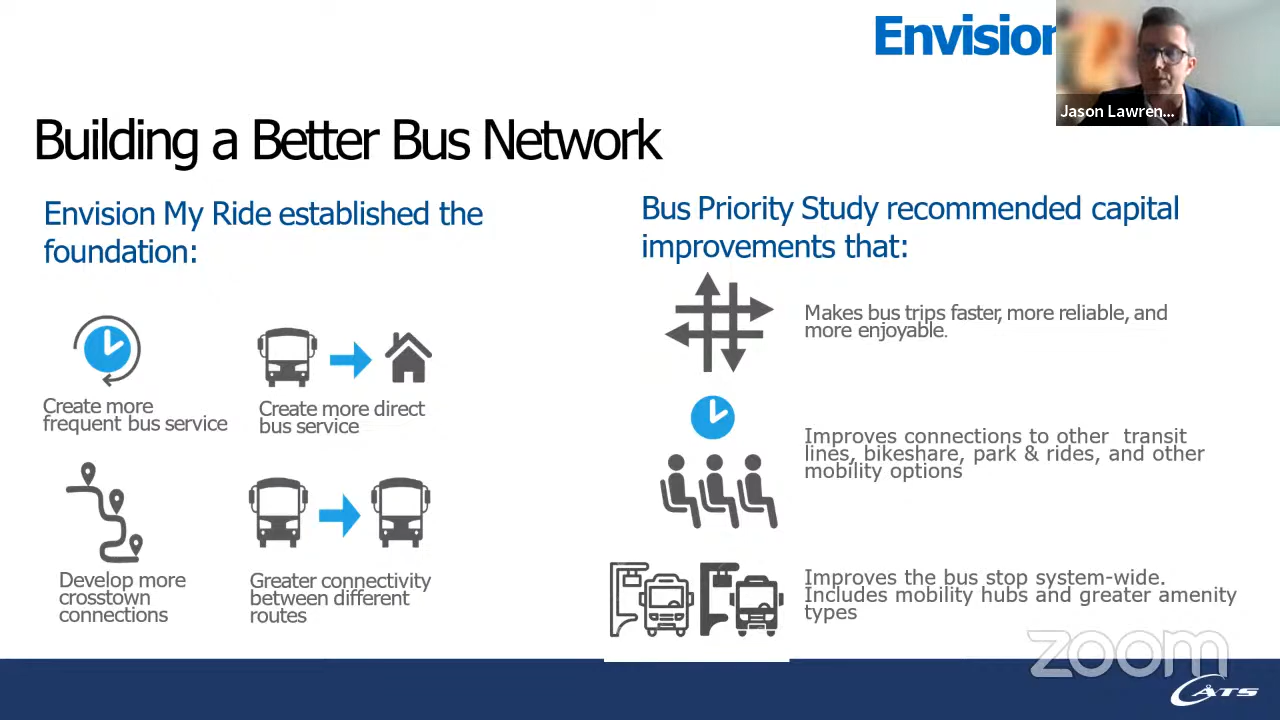 Envision
Jason Lawren...
Building a Better Bus Network
Envision My Ride established the
foundation:
Create more
frequent bus service
Create more direct
bus service
Develop more
crosstown
connections
Greater connectivity
between different
routes
Bus Priority Study recommended capital
improvements that:
Makes bus trips faster, more reliable, and
more enjoyable.
Improves connections to other transit
lines, bikeshare, park & rides, and other
mobility options
Improves the bus stop system-wide.
Includes mobility hubs and greater amenity
types
zoom
CATS